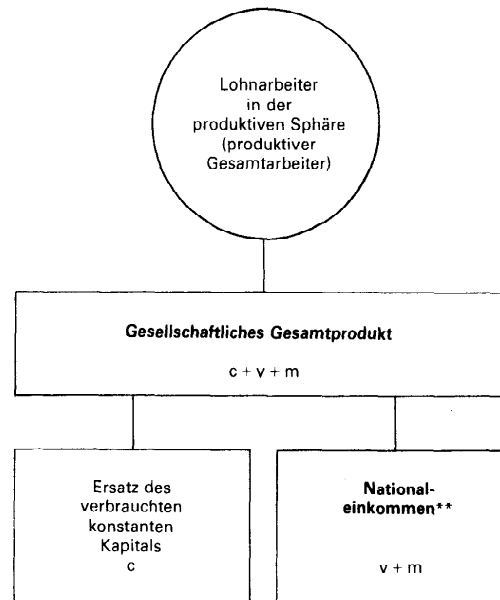 Lohnarbeiter
in der
produktiven Sphäre
(produktiver
Gesamtarbeiter)
Gesellschaftliches Gesamtprodukt
c + v + m
Ersatz des
verbrauchten
konstanten
Kapitals
c
National-
einkommen**
v + m